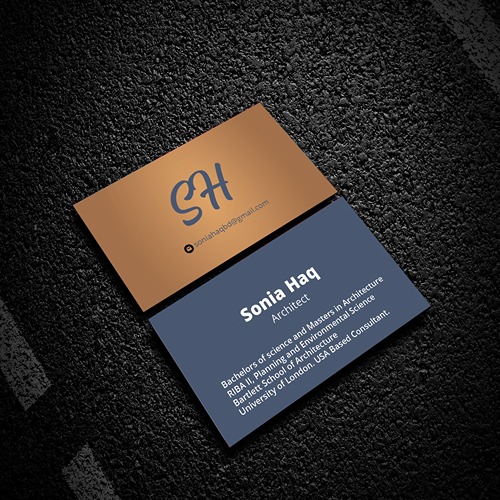 SH
soniahaqbd@gmail.com
Sonia Haq
Architect
Bachelors of science and Masters in Architecture
RIBA II, Planning and Environmental Science
Bartlett School of Architecture
University of London. USA Based Consultant.